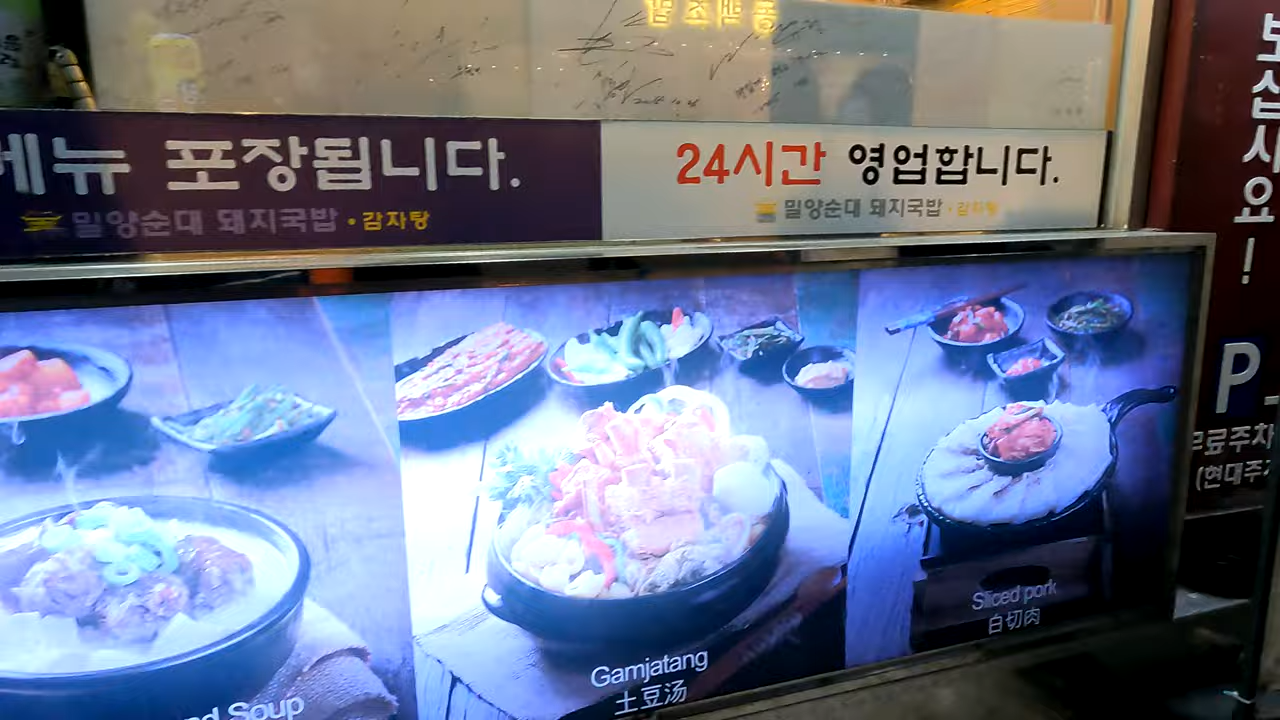 메뉴 포장됩니다.
밀양순대 돼지국밥 · 감자탕
24시간 영업합니다.
밀양순대 돼지국밥 · 감자탕
보십시요!
P
무료주차
(현대주
Soup
Gamjatang
土豆汤
Sliced pork
白切肉